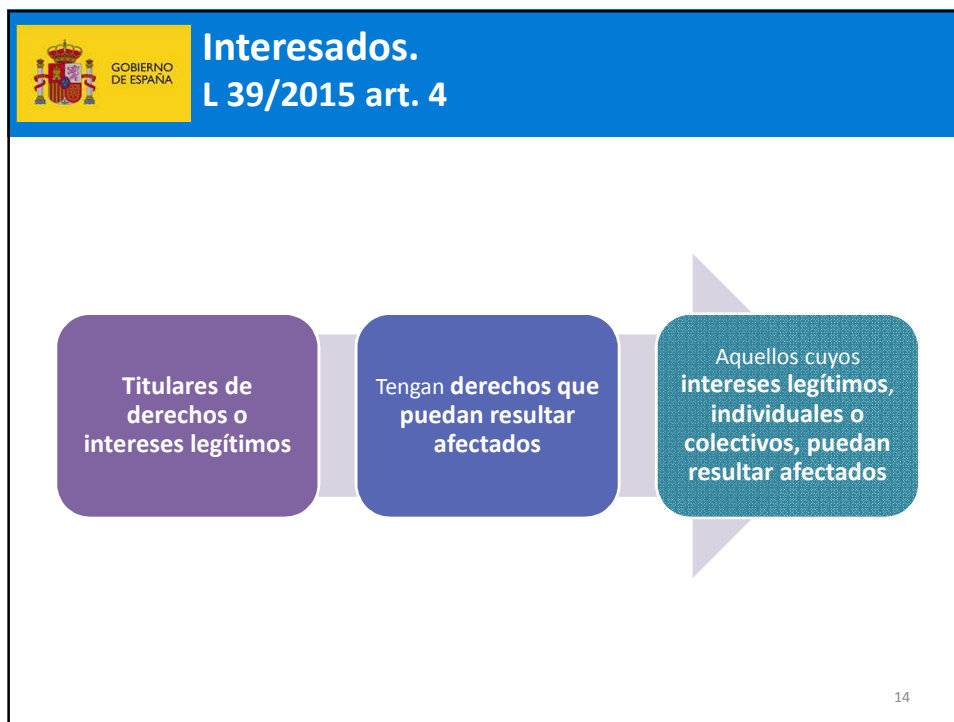 GOBIERNO
DE ESPAÑA
Interesados.
L 39/2015 art. 4
Titulares de
derechos o
intereses legítimos
Tengan derechos que
puedan resultar
afectados
Aquellos cuyos
intereses legítimos,
individuales o
colectivos, puedan
resultar afectados
14